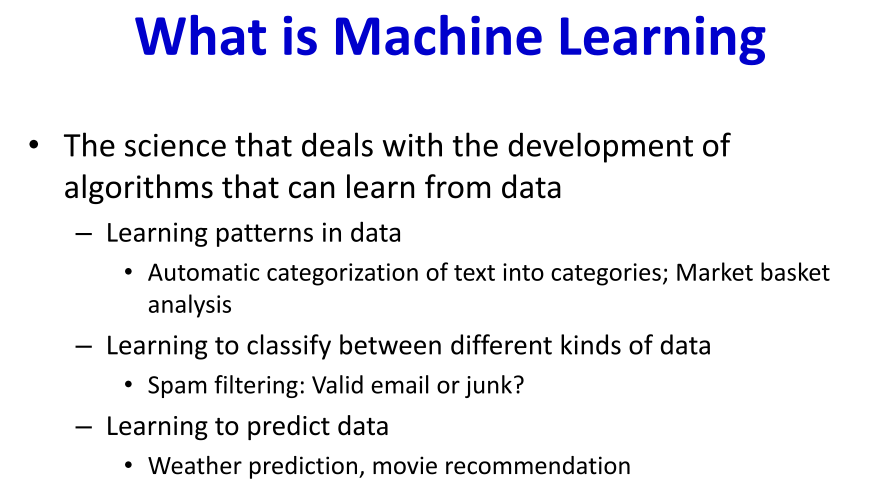 What is Machine Learning
• The science that deals with the development of
algorithms that can learn from data
– Learning patterns in data
• Automatic categorization of text into categories; Market basket
analysis
– Learning to classify between different kinds of data
• Spam filtering: Valid email or junk?
– Learning to predict data
• Weather prediction, movie recommendation